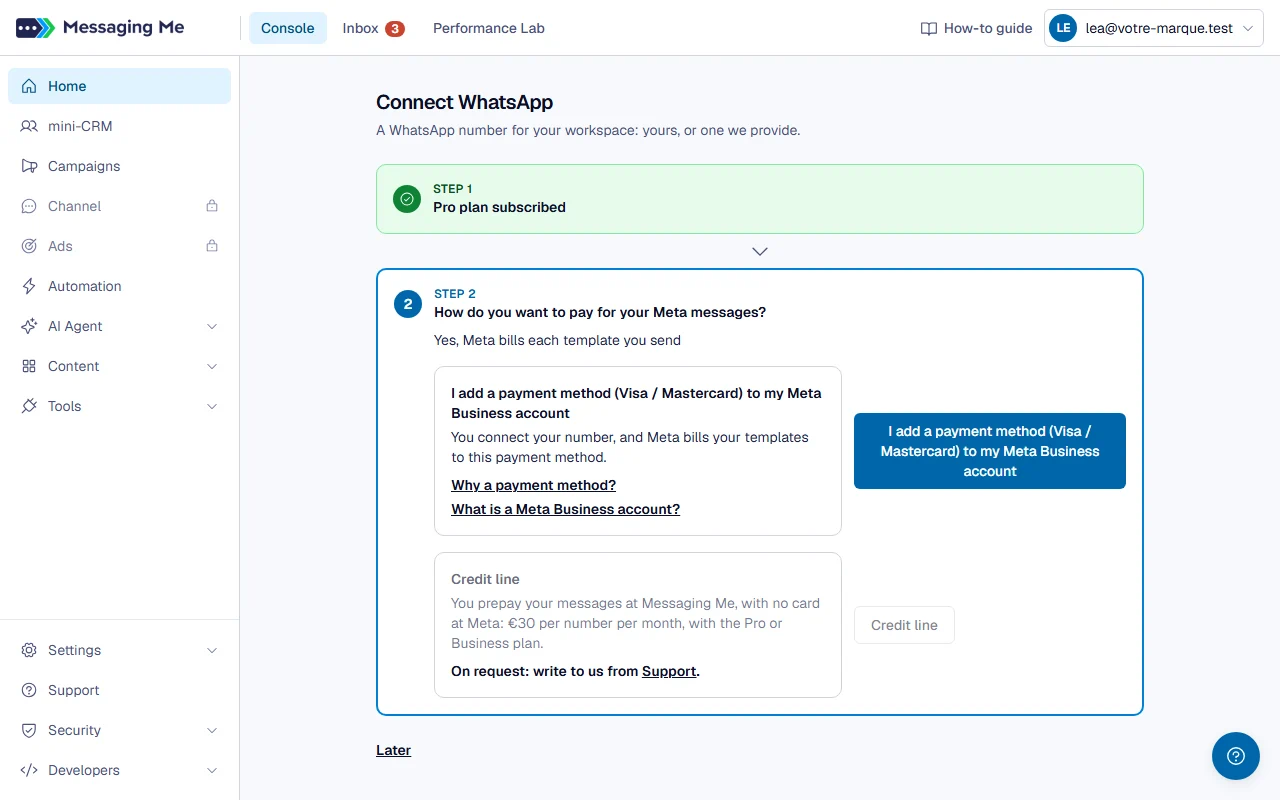 Messaging Me
Console
Inbox 3
Performance Lab
How-to guide
LE lea@votre-marque.test
Home
mini-CRM
Campaigns
Channel
Ads
Automation
AI Agent
Content
Tools
Settings
Support
Security
Developers
Connect WhatsApp
A WhatsApp number for your workspace: yours, or one we provide.
STEP 1
Pro plan subscribed
2
STEP 2
How do you want to pay for your Meta messages?
Yes, Meta bills each template you send
I add a payment method (Visa / Mastercard) to my Meta
Business account
You connect your number, and Meta bills your templates
to this payment method.
Why a payment method?
What is a Meta Business account?
I add a payment method (Visa /
Mastercard) to my Meta Business
account
Credit line
You prepay your messages at Messaging Me, with no card
at Meta: €30 per number per month, with the Pro or
Business plan.
On request: write to us from Support.
Credit line
Later